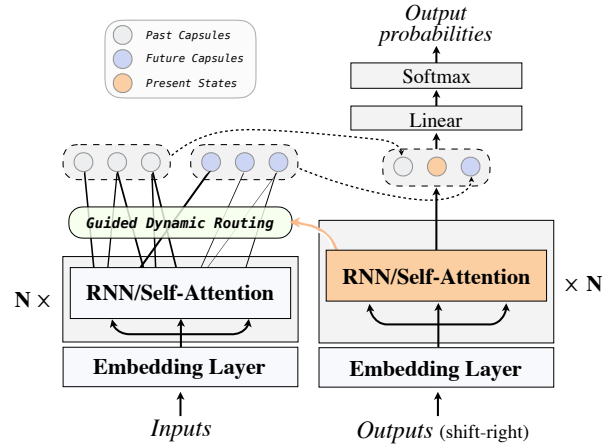 Past Capsules
Future Capsules
Present States
Output
probabilities
Softmax
Linear
Guided Dynamic Routing
N ×
RNN/Self-Attention
RNN/Self-Attention
× N
Embedding Layer
Embedding Layer
Inputs
Outputs (shift-right)